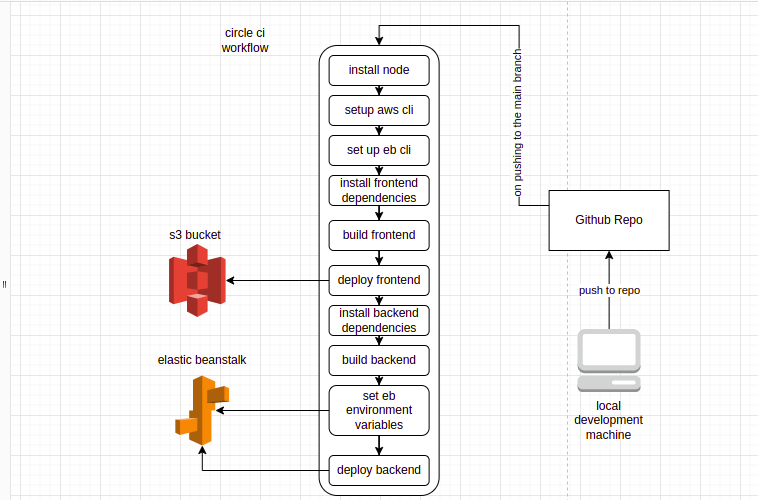 circle ci
workflow
install node
setup aws cli
set up eb cli
install frontend
dependencies
build frontend
deploy frontend
install backend
dependencies
build backend
set eb
environment
variables
deploy backend
s3 bucket
elastic beanstalk
on pushing to the main branch
Github Repo
push to repo
local
development
machine